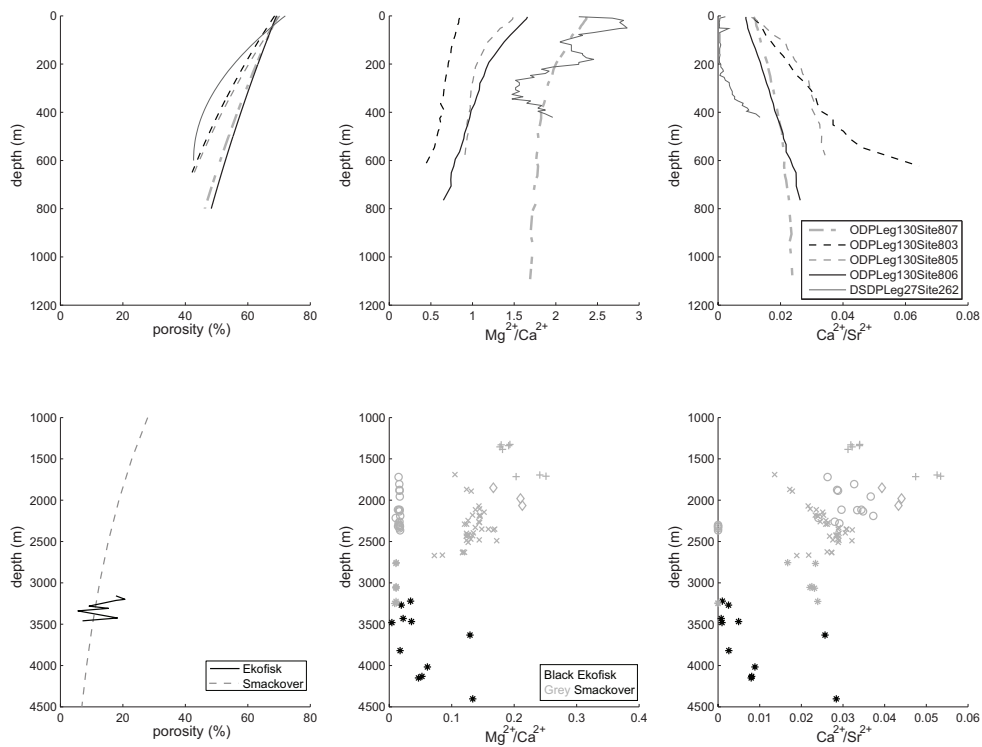 0
200
400
600
800
1000
1200
depth (m)
0 20 40 60 80
porosity (%)
0
200
400
600
800
1000
1200
depth (m)
0 0.5 1 1.5 2 2.5 3
Mg2+/Ca2+
0
200
400
600
800
1000
1200
depth (m)
0 0.02 0.04 0.06 0.08
Ca2+/Sr2+
ODPLeg130Site807
ODPLeg130Site803
ODPLeg130Site805
ODPLeg130Site806
DSDPLeg27Site262
1000
1500
2000
2500
3000
3500
4000
4500
depth (m)
0 20 40 60 80
porosity (%)
Ekofisk
Smackover
1000
1500
2000
2500
3000
3500
4000
4500
depth (m)
0 0.1 0.2 0.3 0.4
Mg2+/Ca2+
Black Ekofisk
Grey Smackover
1000
1500
2000
2500
3000
3500
4000
4500
depth (m)
0 0.01 0.02 0.03 0.04 0.05 0.06
Ca2+/Sr2+